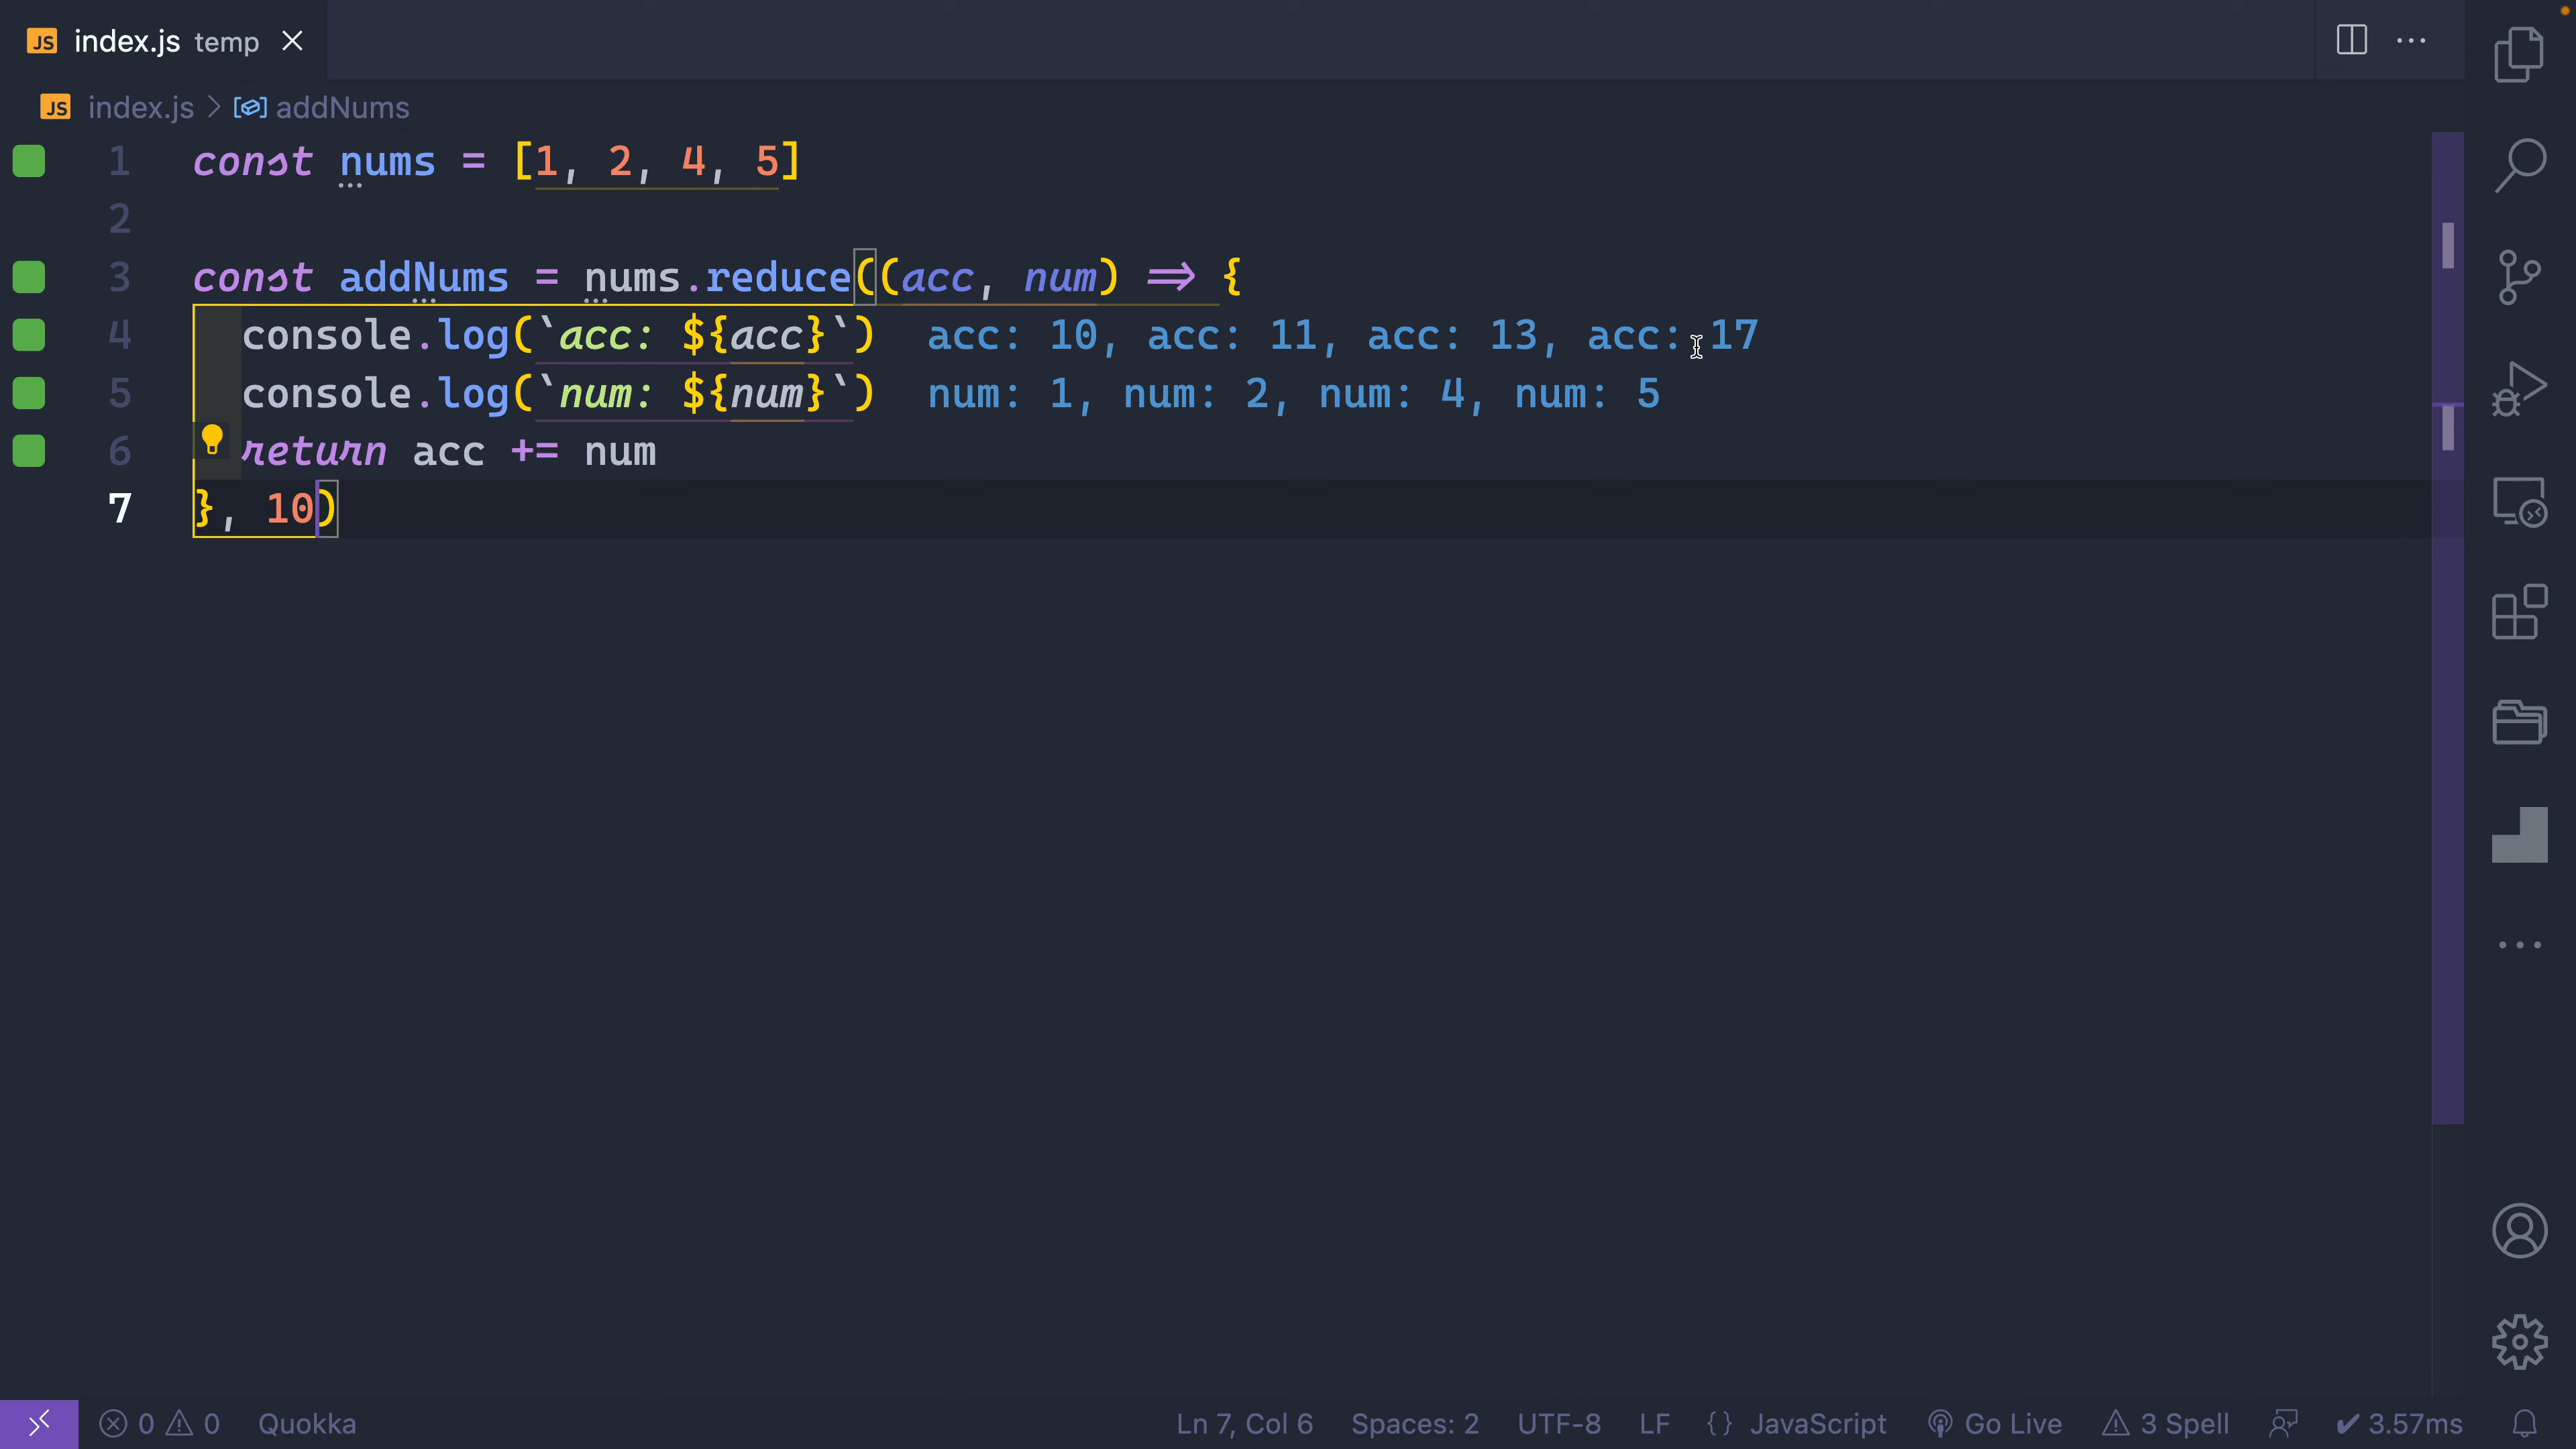 JS index.js temp
JS index.js > addNums
1 const nums = [1, 2, 4, 5]
2
3 const addNums = nums.reduce((acc, num) => {
4 console.log(`acc: ${acc}`) acc: 10, acc: 11, acc: 13, acc: 17
5 console.log(`num: ${num}`) num: 1, num: 2, num: 4, num: 5
6 return acc += num
7 }, 10)
0 0 Quokka Ln 7, Col 6 Spaces: 2 UTF-8 LF {} JavaScript Go Live 3 Spell ✔ 3.57ms